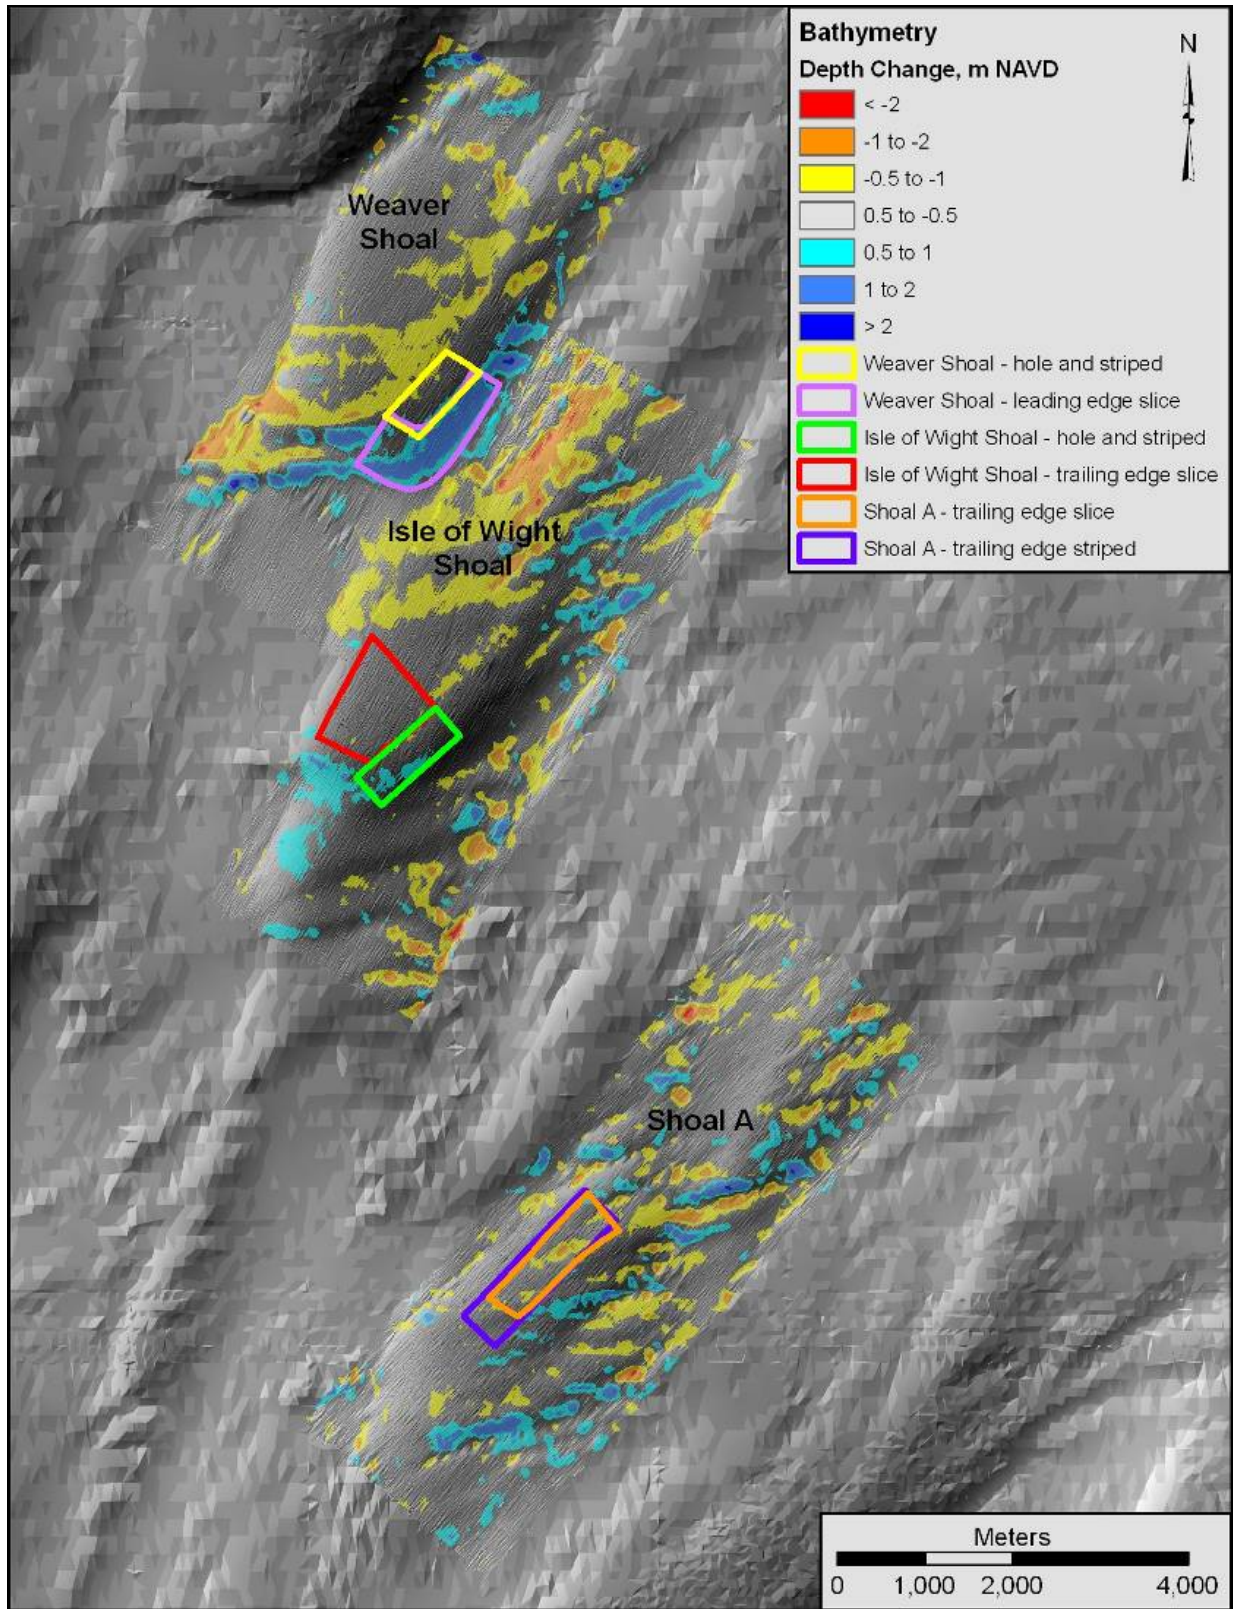 Bathymetry
Depth Change, m NAVD
N
< -2
-1 to -2
-0.5 to -1
0.5 to -0.5
0.5 to 1
1 to 2
> 2
Weaver Shoal - hole and striped
Weaver Shoal - leading edge slice
Isle of Wight Shoal - hole and striped
Isle of Wight Shoal - trailing edge slice
Shoal A - trailing edge slice
Shoal A - trailing edge striped
Weaver
Shoal
Isle of Wight
Shoal
Shoal A
Meters
0 1,000 2,000 4,000